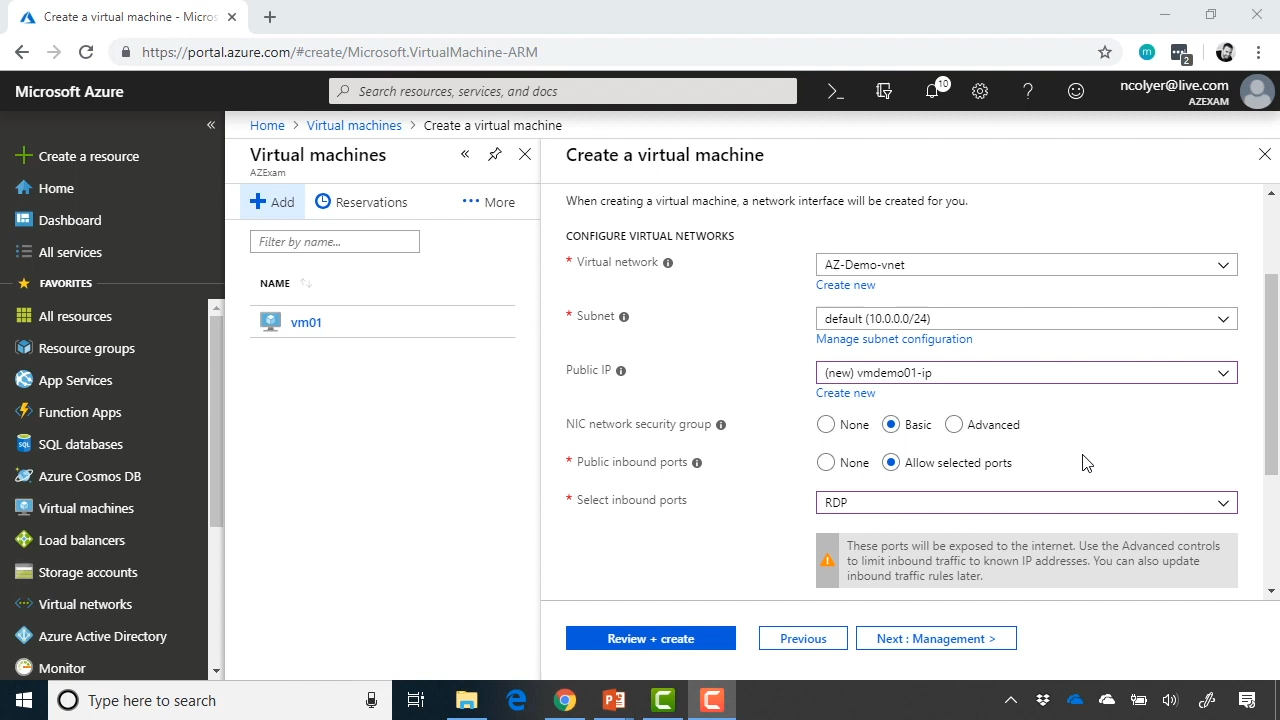 Create a virtual machine - Micros
https://portal.azure.com/#create/Microsoft.VirtualMachine-ARM
m
2
Microsoft Azure
Search resources, services, and docs
10
ncolyer@live.com
AZEXAM
Create a resource
Home
Dashboard
All services
FAVORITES
All resources
Resource groups
App Services
Function Apps
SQL databases
Azure Cosmos DB
Virtual machines
Load balancers
Storage accounts
Virtual networks
Azure Active Directory
Monitor
Home > Virtual machines > Create a virtual machine
Virtual machines
AZExam
Add
Reservations
More
Filter by name...
NAME
vm01
Create a virtual machine
When creating a virtual machine, a network interface will be created for you.
CONFIGURE VIRTUAL NETWORKS
* Virtual network
AZ-Demo-vnet
Create new
* Subnet
default (10.0.0.0/24)
Manage subnet configuration
Public IP
(new) vmdemo01-ip
Create new
NIC network security group
None Basic Advanced
* Public inbound ports
None Allow selected ports
* Select inbound ports
RDP
These ports will be exposed to the internet. Use the Advanced controls
to limit inbound traffic to known IP addresses. You can also update
inbound traffic rules later.
Review + create
Previous
Next : Management >
Type here to search